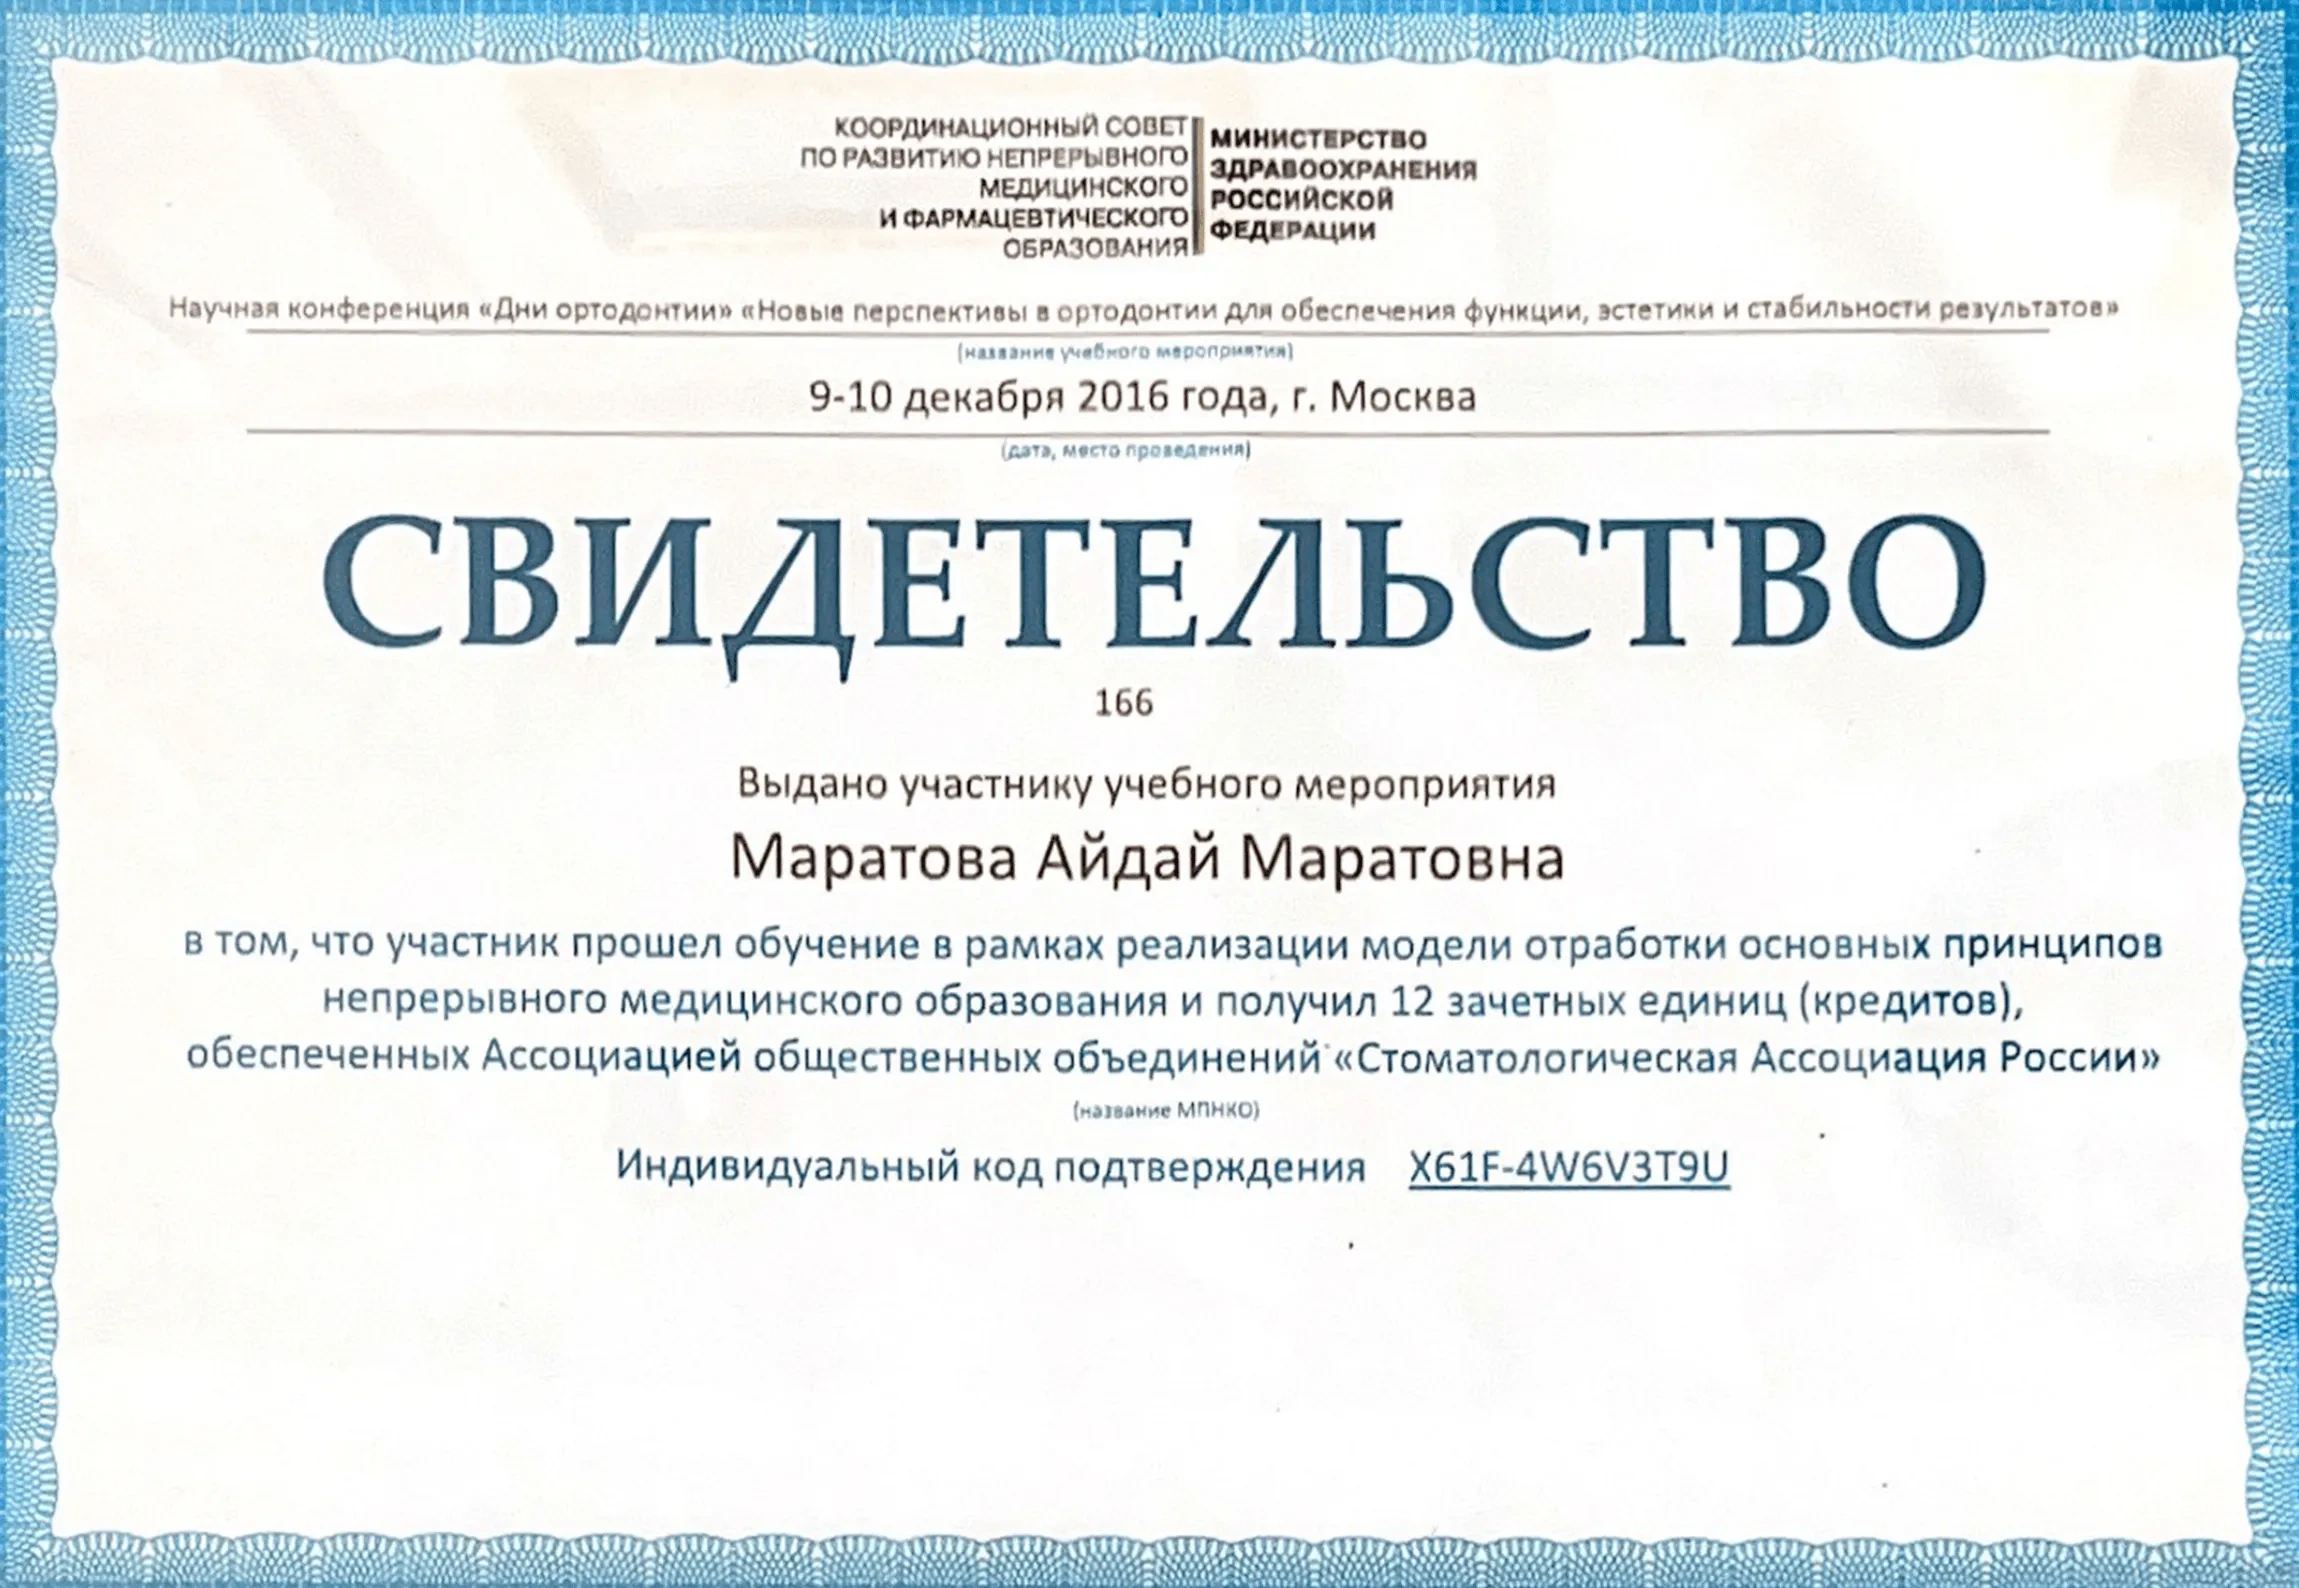 КООРДИНАЦИОННЫЙ СОВЕТ
ПО РАЗВИТИЮ НЕПРЕРЫВНОГО
МЕДИЦИНСКОГО
И ФАРМАЦЕВТИЧЕСКОГО
ОБРАЗОВАНИЯ
МИНИСТЕРСТВО
ЗДРАВООХРАНЕНИЯ
РОССИЙСКОЙ
ФЕДЕРАЦИИ
Научная конференция «Дни ортодонтии» «Новые перспективы в ортодонтии для обеспечения функции, эстетики и стабильности результатов»
(название учебного мероприятия)
9-10 декабря 2016 года, г. Москва
(дата, место проведения)
СВИДЕТЕЛЬСТВО
166
Выдано участнику учебного мероприятия
Маратова Айдай Маратовна
в том, что участник прошел обучение в рамках реализации модели отработки основных принципов
непрерывного медицинского образования и получил 12 зачетных единиц (кредитов),
обеспеченных Ассоциацией общественных объединений «Стоматологическая Ассоциация России»
(название МПНКО)
Индивидуальный код подтверждения X61F-4W6V3T9U